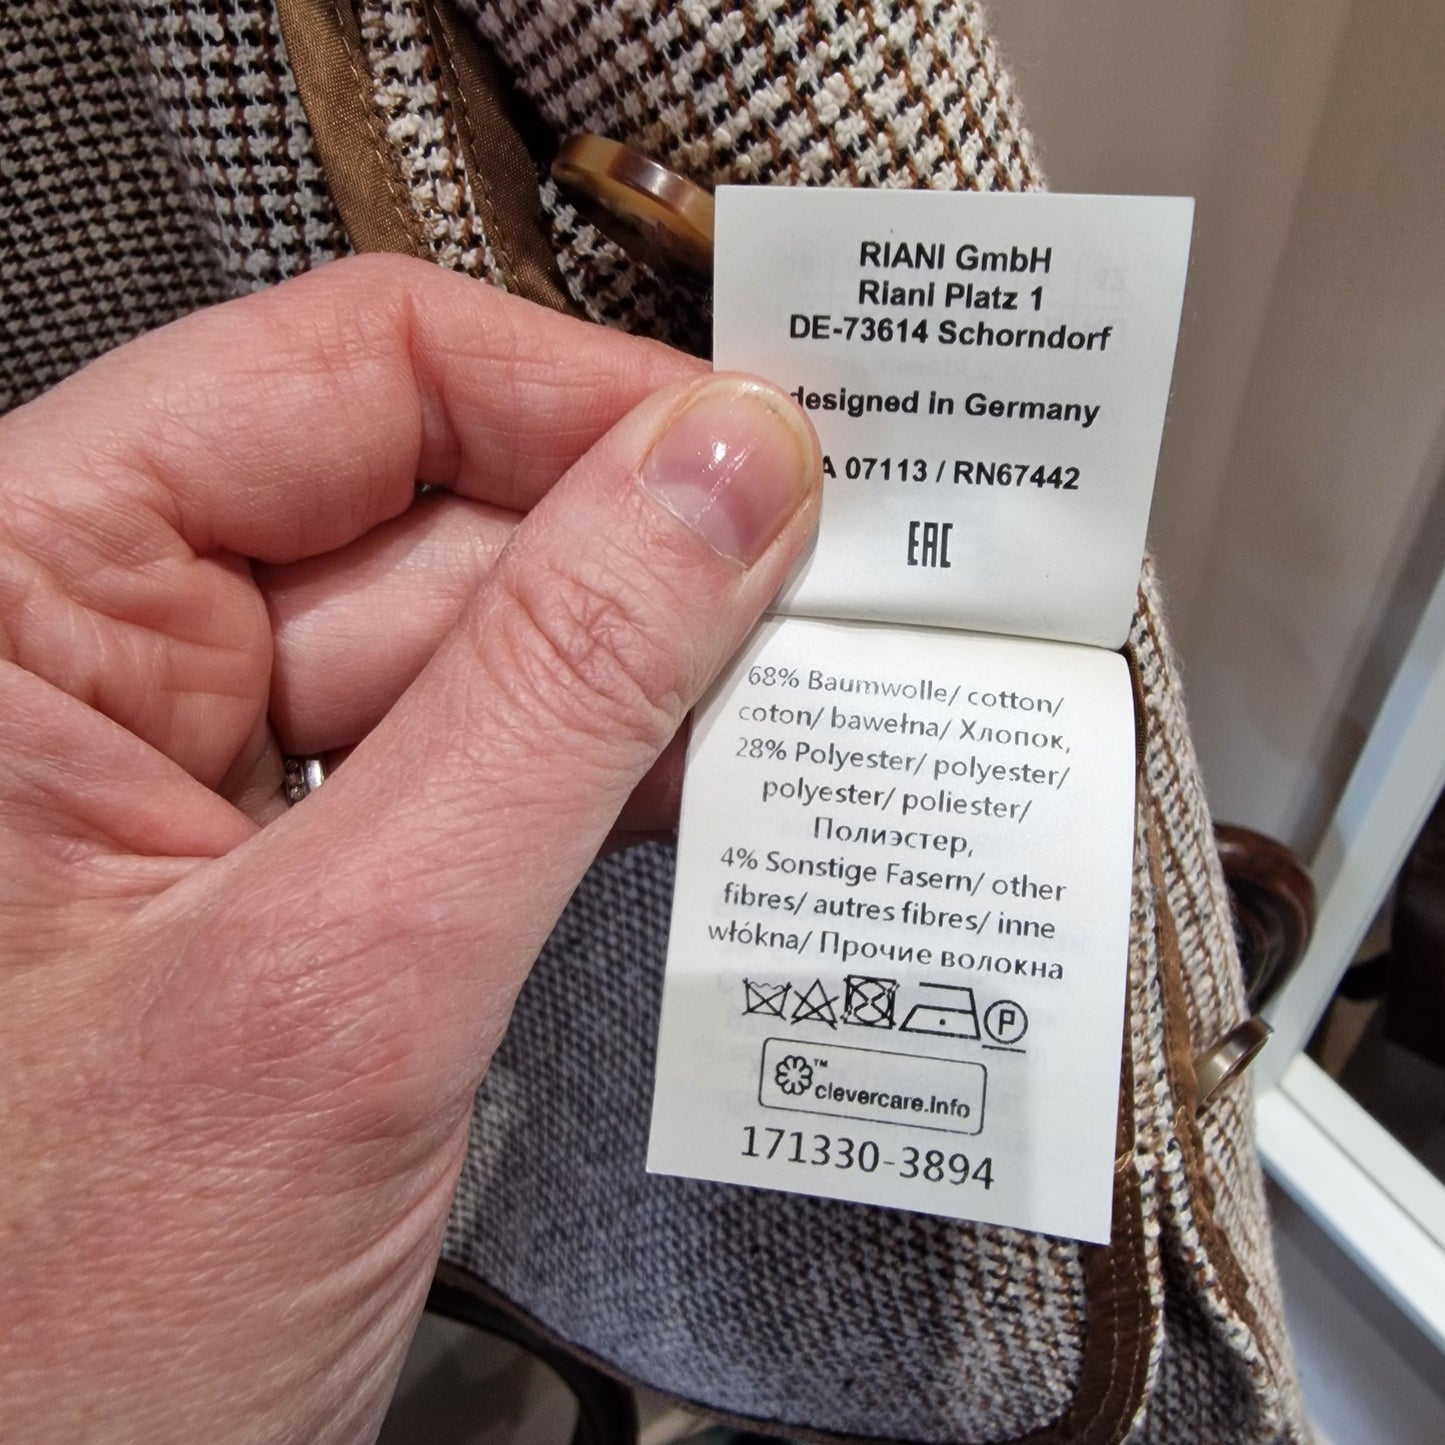 RIANI GmbH
Riani Platz 1
DE-73614 Schorndorf
designed in Germany
A 07113 / RN67442
EAC
68% Baumwolle/ cotton/
coton/ bawełna/ Хлопок,
28% Polyester/ polyester/
polyester/ poliester/
Полиэстер,
4% Sonstige Fasern/ other
fibres/ autres fibres/ inne
włókna/ Прочие волокна
P
™
clevercare.info
171330-3894